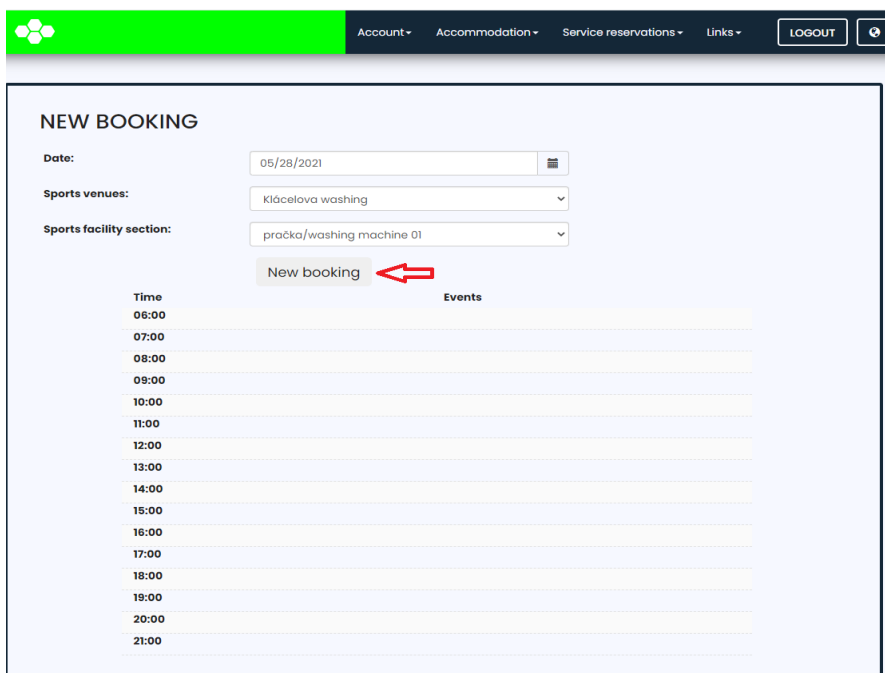 Account Accommodation Service reservations Links LOGOUT
NEW BOOKING
Date: 05/28/2021
Sports venues: Klácelova washing
Sports facility section: pračka/washing machine 01
New booking
Time Events
06:00
07:00
08:00
09:00
10:00
11:00
12:00
13:00
14:00
15:00
16:00
17:00
18:00
19:00
20:00
21:00